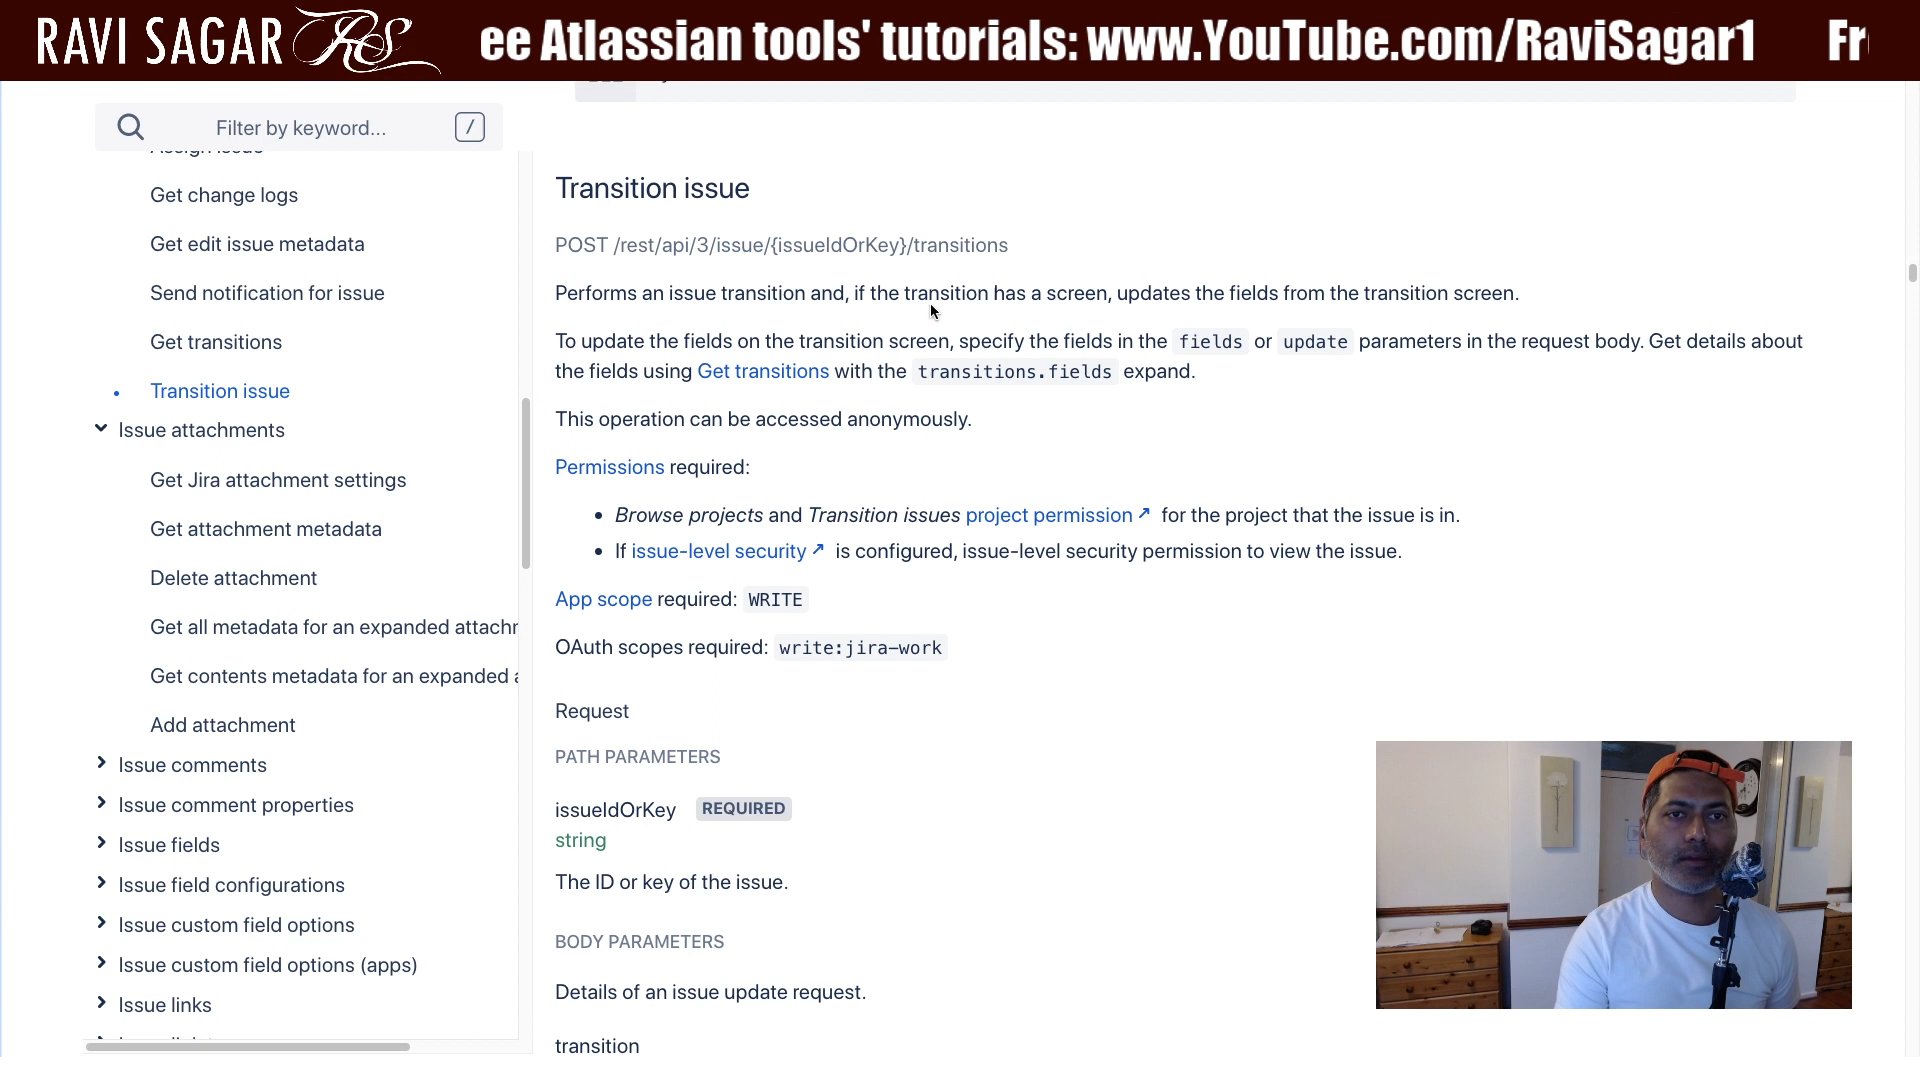 RAVI SAGAR RS
ee Atlassian tools' tutorials: www.YouTube.com/RaviSagar1 Fr
Filter by keyword... /
Assign issue
Get change logs
Get edit issue metadata
Send notification for issue
Get transitions
• Transition issue
Issue attachments
Get Jira attachment settings
Get attachment metadata
Delete attachment
Get all metadata for an expanded attachm
Get contents metadata for an expanded a
Add attachment
Issue comments
Issue comment properties
Issue fields
Issue field configurations
Issue custom field options
Issue custom field options (apps)
Issue links
Transition issue
POST /rest/api/3/issue/{issueIdOrKey}/transitions
Performs an issue transition and, if the transition has a screen, updates the fields from the transition screen.
To update the fields on the transition screen, specify the fields in the fields or update parameters in the request body. Get details about
the fields using Get transitions with the transitions.fields expand.
This operation can be accessed anonymously.
Permissions required:
• Browse projects and Transition issues project permission ↗ for the project that the issue is in.
• If issue-level security ↗ is configured, issue-level security permission to view the issue.
App scope required: WRITE
OAuth scopes required: write:jira-work
Request
PATH PARAMETERS
issueIdOrKey REQUIRED
string
The ID or key of the issue.
BODY PARAMETERS
Details of an issue update request.
transition